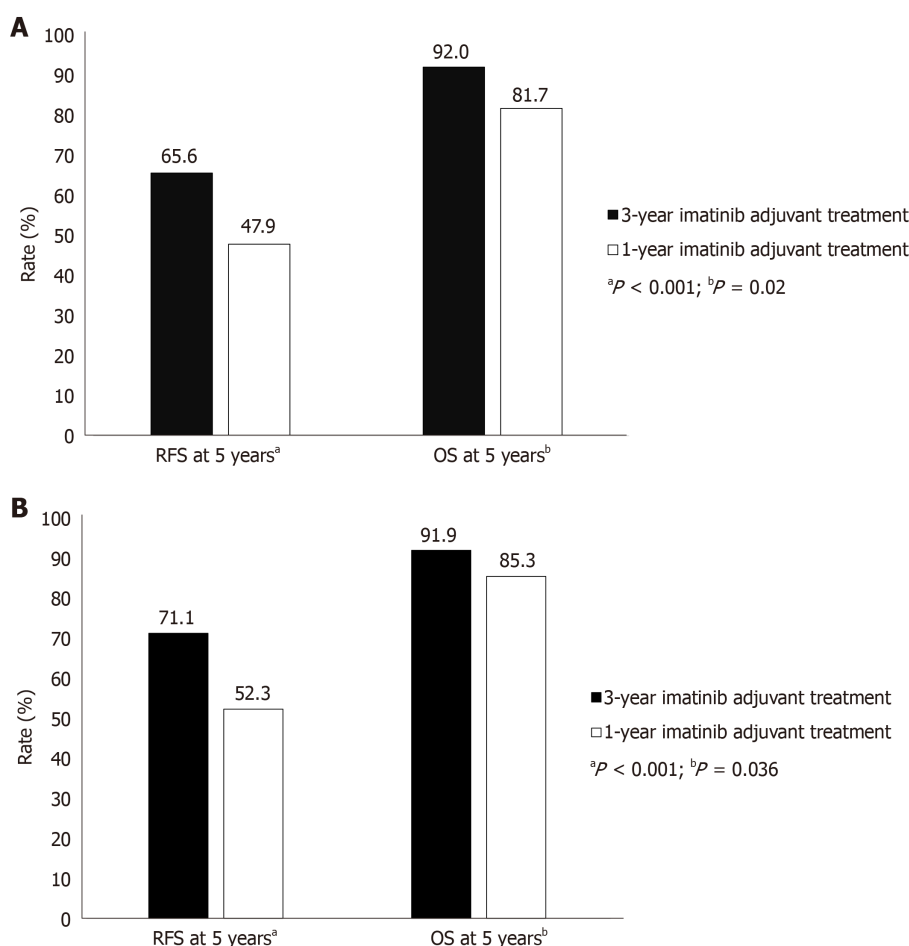 A
100
90
80
70
60
50
40
30
20
10
0
Rate (%)
92.0
81.7
65.6
47.9
3-year imatinib adjuvant treatment
1-year imatinib adjuvant treatment
ᵃP < 0.001; ᵇP = 0.02
RFS at 5 yearsᵃ
OS at 5 yearsᵇ
B
100
90
80
70
60
50
40
30
20
10
0
Rate (%)
91.9
85.3
71.1
52.3
3-year imatinib adjuvant treatment
1-year imatinib adjuvant treatment
ᵃP < 0.001; ᵇP = 0.036
RFS at 5 yearsᵃ
OS at 5 yearsᵇ